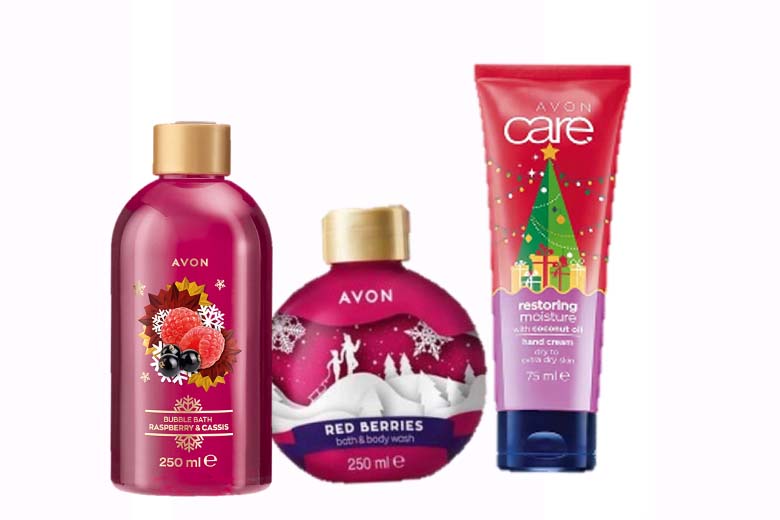 AVON
BUBBLE BATH
RASPBERRY & CASSIS
250 ml ℮
AVON
RED BERRIES
bath & body wash
250 ml ℮
AVON
care
restoring
moisture
with coconut oil
hand cream
dry to
extra dry skin
75 ml ℮